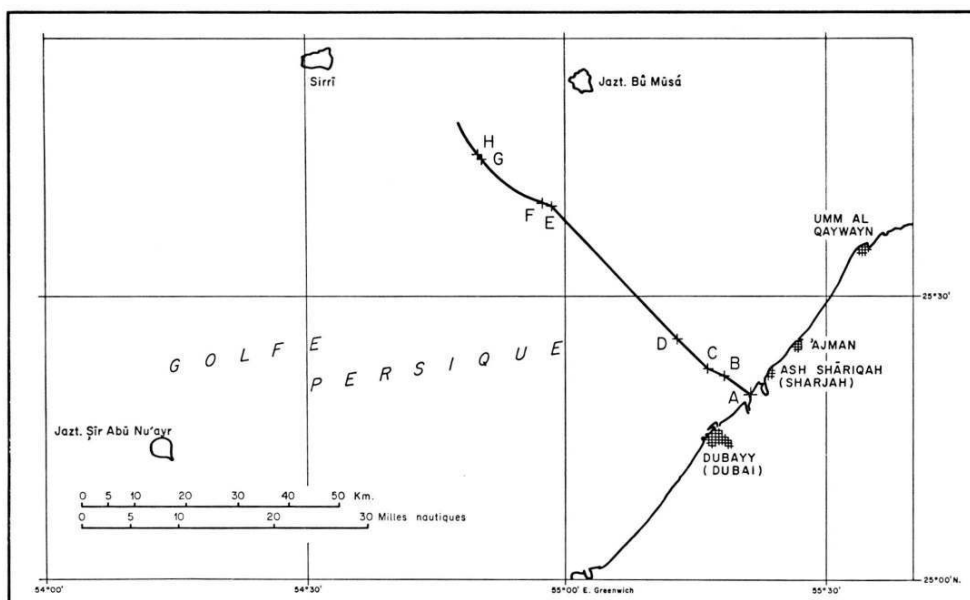 Sirrī
Jazt. Bū Mūsá
H
G
F
E
UMM AL
QAYWAYN
25°30'
GOLFE
PERSIQUE
D
C
B
A
'AJMAN
ASH SHĀRIQAH
(SHARJAH)
Jazt. Şīr Abū Nu'ayr
DUBAYY
(DUBAI)
0 5 10 20 30 40 50 Km.
0 5 10 20 30 Milles nautiques
54°00' 54°30' 55°00' E. Greenwich 55°30' 25°00'N.